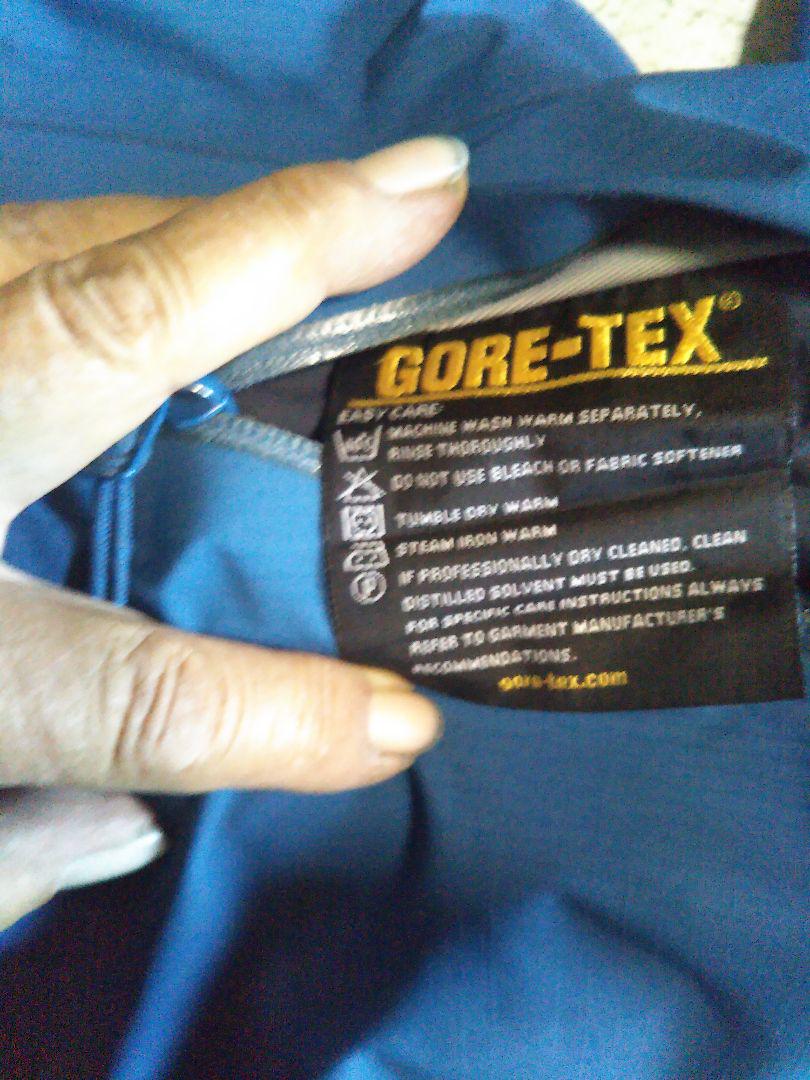 GORE-TEX®
EASY CARE:
MACHINE WASH WARM SEPARATELY,
RINSE THOROUGHLY
DO NOT USE BLEACH OR FABRIC SOFTENER
TUMBLE DRY WARM
STEAM IRON WARM
IF PROFESSIONALLY DRY CLEANED, CLEAN
DISTILLED SOLVENT MUST BE USED.
FOR SPECIFIC CARE INSTRUCTIONS ALWAYS
REFER TO GARMENT MANUFACTURER'S
RECOMMENDATIONS.
gore-tex.com